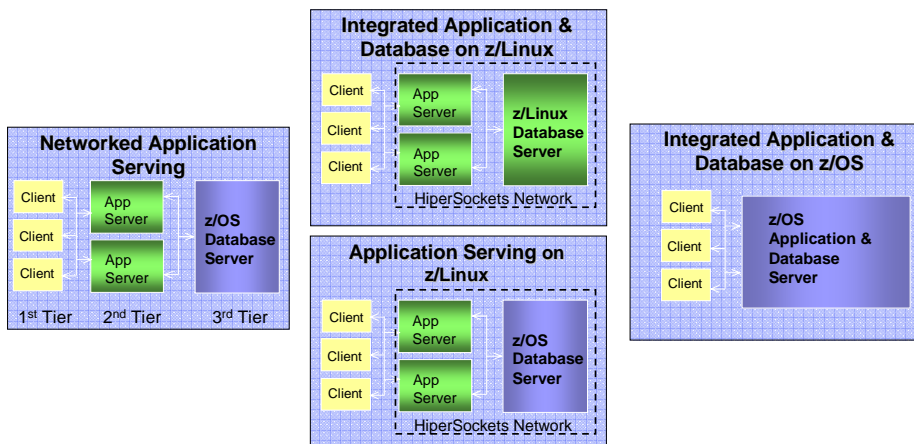 Networked Application
Serving
Client
Client
Client
App
Server
App
Server
z/OS
Database
Server
1st Tier
2nd Tier
3rd Tier
Integrated Application &
Database on z/Linux
Client
Client
Client
App
Server
App
Server
z/Linux
Database
Server
HiperSockets Network
Application Serving on
z/Linux
Client
Client
Client
App
Server
App
Server
z/OS
Database
Server
HiperSockets Network
Integrated Application &
Database on z/OS
Client
Client
Client
z/OS
Application &
Database
Server